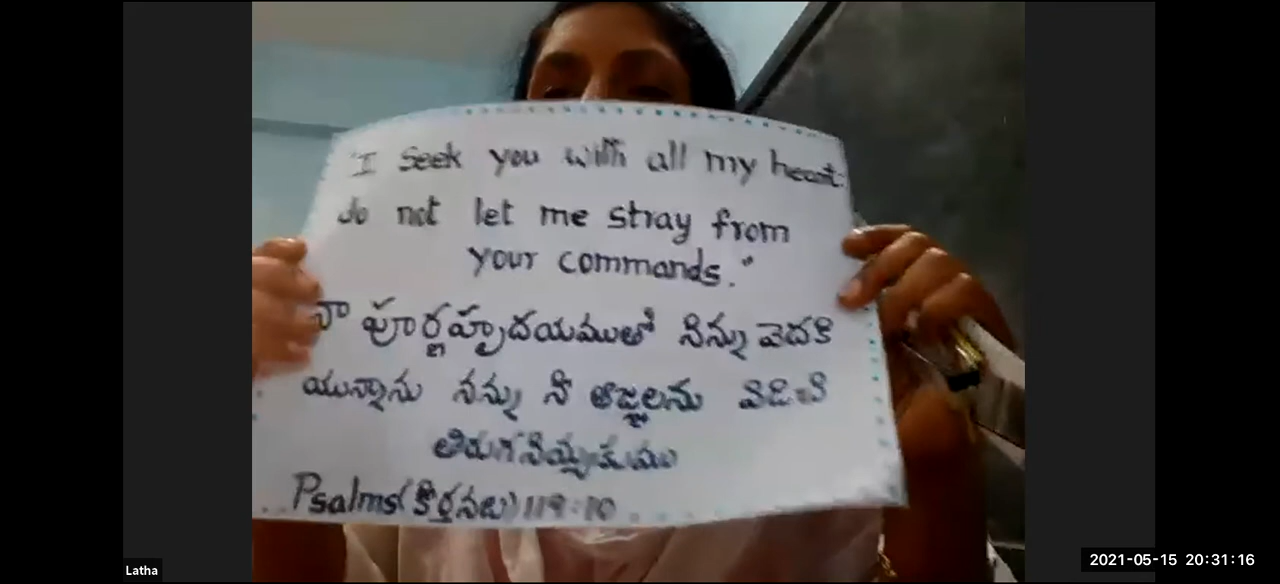 "I seek you with all my heart:
do not let me stray from
your commands."
నా పూర్ణహృదయముతో నిన్ను వెదకి
యున్నాను నన్ను నీ ఆజ్ఞలను విడిచి
తిరుగనియ్యకుము
Psalms(కీర్తనలు) 119:10
Latha
2021-05-15 20:31:16